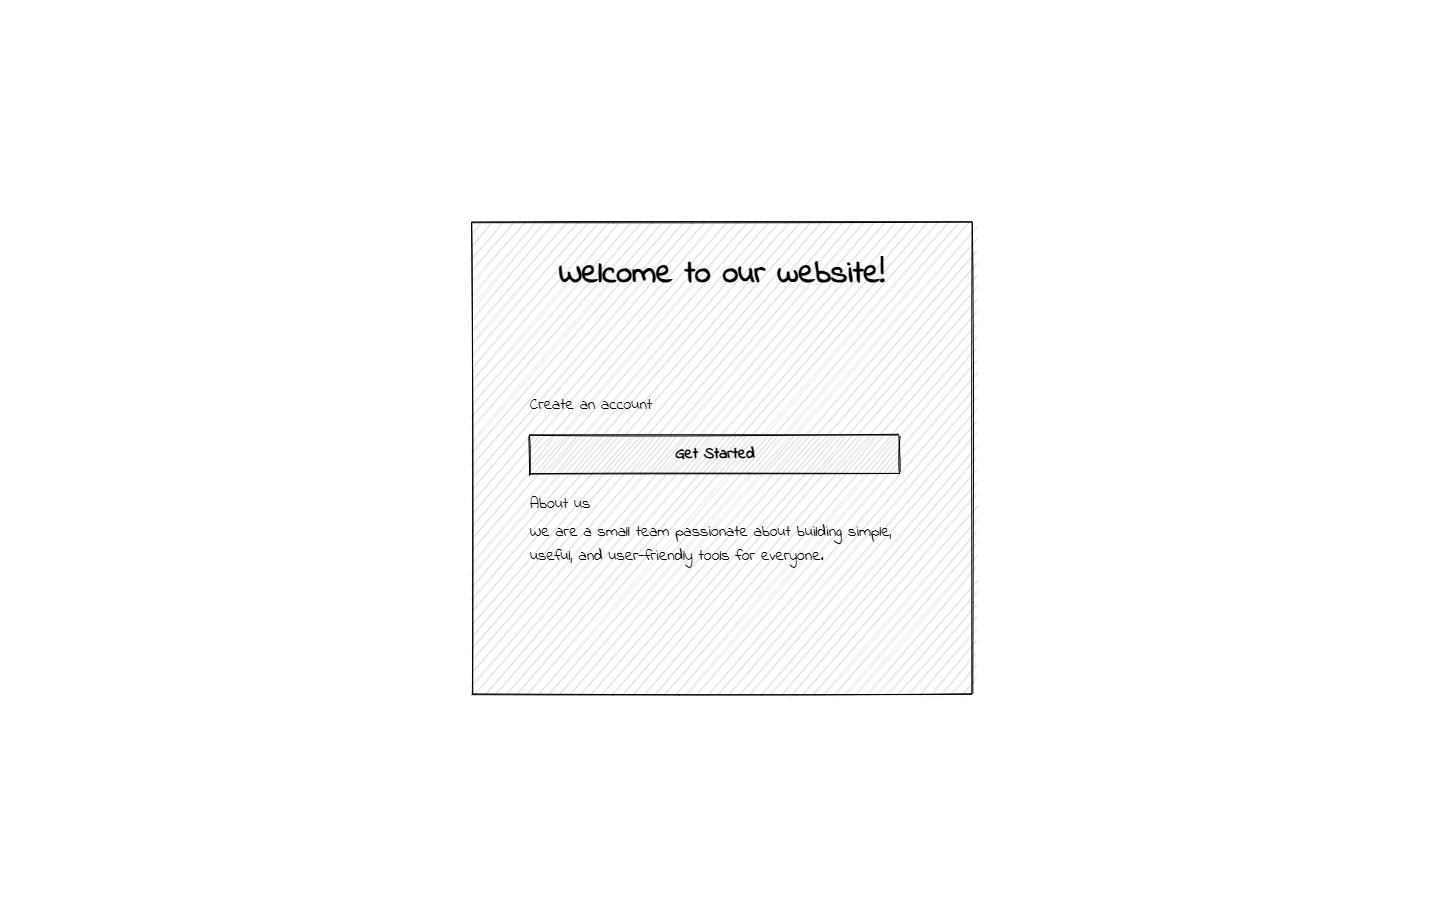 Welcome to our website!
Create an account
Get Started
About us
We are a small team passionate about building simple,
useful, and user-friendly tools for everyone.